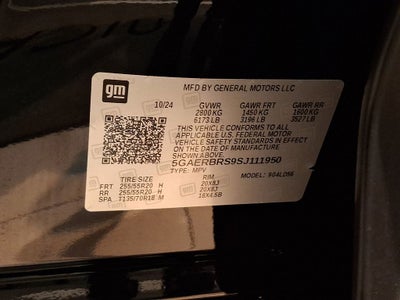 gm
MFD BY GENERAL MOTORS LLC
10/24 GVWR GAWR FRT GAWR RR
2800 KG 1450 KG 1600 KG
6173 LB 3196 LB 3527 LB
THIS VEHICLE CONFORMS TO ALL
APPLICABLE U.S. FEDERAL MOTOR
VEHICLE SAFETY STANDARDS IN EFFECT
ON THE DATE OF MANUFACTURE.
5GAERBRS9SJ111950
TYPE: MPV MODEL:
TIRE SIZE RIM
FRT 255/55R20 H 20X8J
RR 255/55R20 H 20X8J
SPA T135/70R18 M 18X4.5B